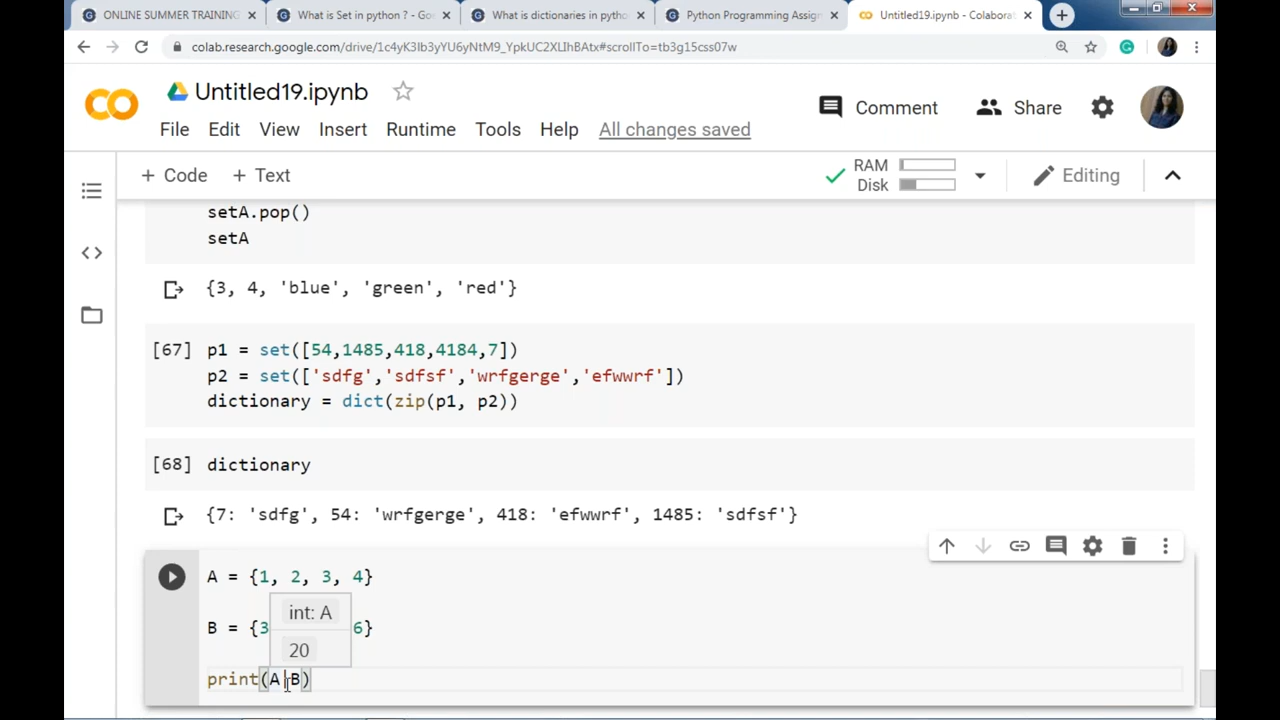 ONLINE SUMMER TRAINING
What is Set in python ? - Go
What is dictionaries in pytho
Python Programming Assign
Untitled19.ipynb - Colaborat
colab.research.google.com/drive/1c4yK3Ib3yYU6yNtM9_YpkUC2XLIhBAtx#scrollTo=tb3g15css07w
Untitled19.ipynb
Comment
Share
File Edit View Insert Runtime Tools Help All changes saved
+ Code + Text
RAM
Disk
Editing
setA.pop()
setA
{3, 4, 'blue', 'green', 'red'}
[67] p1 = set([54,1485,418,4184,7])
p2 = set(['sdfg','sdfsf','wrfgerge','efwwrf'])
dictionary = dict(zip(p1, p2))
[68] dictionary
{7: 'sdfg', 54: 'wrfgerge', 418: 'efwwrf', 1485: 'sdfsf'}
A = {1, 2, 3, 4}
int: A
B = {3 6}
20
print(A B)